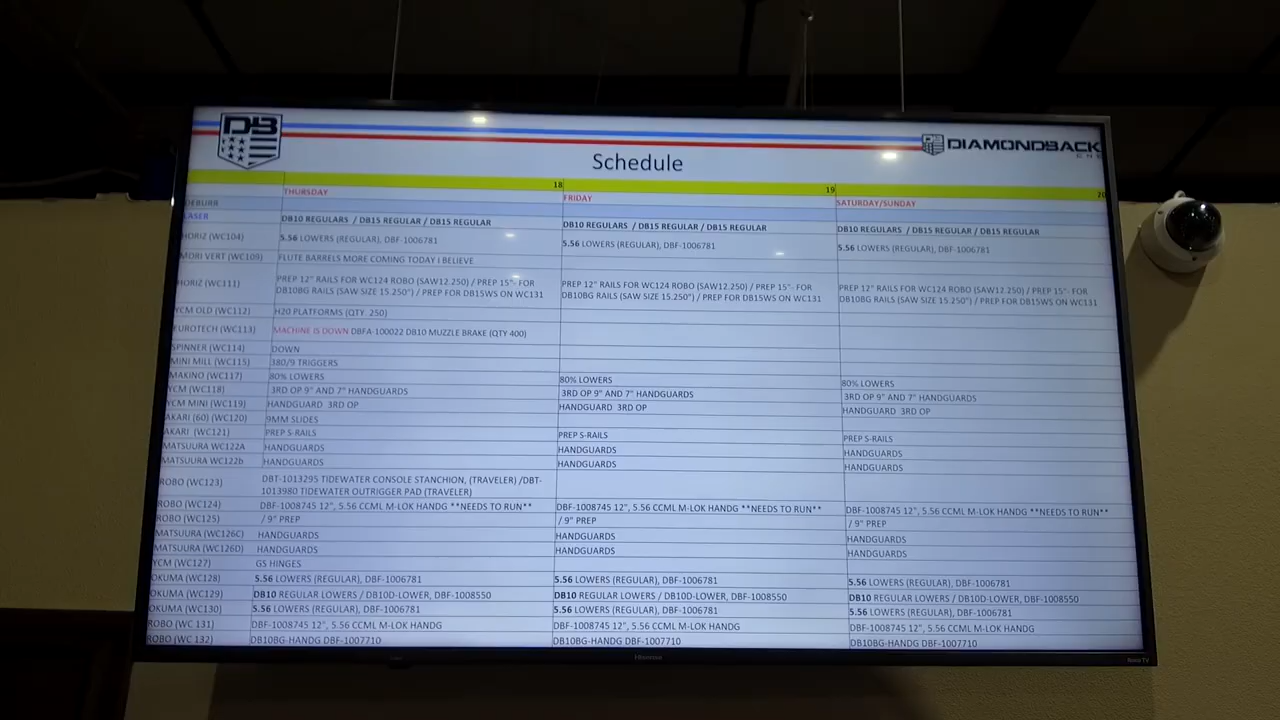 DB
DIAMONDBACK
Schedule
18 19 20
THURSDAY FRIDAY SATURDAY/SUNDAY
DEBURR
LASER DB10 REGULARS / DB15 REGULAR / DB15 REGULAR DB10 REGULARS / DB15 REGULAR / DB15 REGULAR DB10 REGULARS / DB15 REGULAR / DB15 REGULAR
HORIZ (WC104) 5.56 LOWERS (REGULAR), DBF-1006781 5.56 LOWERS (REGULAR), DBF-1006781 5.56 LOWERS (REGULAR), DBF-1006781
MORI VERT (WC109) FLUTE BARRELS MORE COMING TODAY I BELIEVE
HORIZ (WC111) PREP 12" RAILS FOR WC124 ROBO (SAW12.250) / PREP 15"- FOR PREP 12" RAILS FOR WC124 ROBO (SAW12.250) / PREP 15"- FOR PREP 12" RAILS FOR WC124 ROBO (SAW12.250) / PREP 15"- FOR
DB10BG RAILS (SAW SIZE 15.250") / PREP FOR DB15WS ON WC131 DB10BG RAILS (SAW SIZE 15.250") / PREP FOR DB15WS ON WC131 DB10BG RAILS (SAW SIZE 15.250") / PREP FOR DB15WS ON WC131
YCM OLD (WC112) H20 PLATFORMS (QTY. 250)
EUROTECH (WC113) MACHINE IS DOWN DBFA-100022 DB10 MUZZLE BRAKE (QTY 400)
SPINNER (WC114) DOWN
MINI MILL (WC115) 380/9 TRIGGERS
MAKINO (WC117) 80% LOWERS 80% LOWERS 80% LOWERS
YCM (WC118) 3RD OP 9" AND 7" HANDGUARDS 3RD OP 9" AND 7" HANDGUARDS 3RD OP 9" AND 7" HANDGUARDS
YCM MINI (WC119) HANDGUARD 3RD OP HANDGUARD 3RD OP HANDGUARD 3RD OP
AKARI (60) (WC120) 9MM SLIDES
AKARI (WC121) PREP S-RAILS PREP S-RAILS PREP S-RAILS
MATSUURA WC122A HANDGUARDS HANDGUARDS HANDGUARDS
MATSUURA WC122b HANDGUARDS HANDGUARDS HANDGUARDS
ROBO (WC123) DBT-1013295 TIDEWATER CONSOLE STANCHION, (TRAVELER) /DBT-
1013980 TIDEWATER OUTRIGGER PAD (TRAVELER)
ROBO (WC124) DBF-1008745 12", 5.56 CCML M-LOK HANDG **NEEDS TO RUN** DBF-1008745 12", 5.56 CCML M-LOK HANDG **NEEDS TO RUN** DBF-1008745 12", 5.56 CCML M-LOK HANDG **NEEDS TO RUN**
ROBO (WC125) / 9" PREP / 9" PREP / 9" PREP
MATSUURA (WC126C) HANDGUARDS HANDGUARDS HANDGUARDS
MATSUURA (WC126D) HANDGUARDS HANDGUARDS HANDGUARDS
YCM (WC127) GS HINGES
OKUMA (WC128) 5.56 LOWERS (REGULAR), DBF-1006781 5.56 LOWERS (REGULAR), DBF-1006781 5.56 LOWERS (REGULAR), DBF-1006781
OKUMA (WC129) DB10 REGULAR LOWERS / DB10D-LOWER, DBF-1008550 DB10 REGULAR LOWERS / DB10D-LOWER, DBF-1008550 DB10 REGULAR LOWERS / DB10D-LOWER, DBF-1008550
OKUMA (WC130) 5.56 LOWERS (REGULAR), DBF-1006781 5.56 LOWERS (REGULAR), DBF-1006781 5.56 LOWERS (REGULAR), DBF-1006781
ROBO (WC 131) DBF-1008745 12", 5.56 CCML M-LOK HANDG DBF-1008745 12", 5.56 CCML M-LOK HANDG DBF-1008745 12", 5.56 CCML M-LOK HANDG
ROBO (WC 132) DB10BG-HANDG DBF-1007710 DB10BG-HANDG DBF-1007710 DB10BG-HANDG DBF-1007710
Hisense
Roku TV